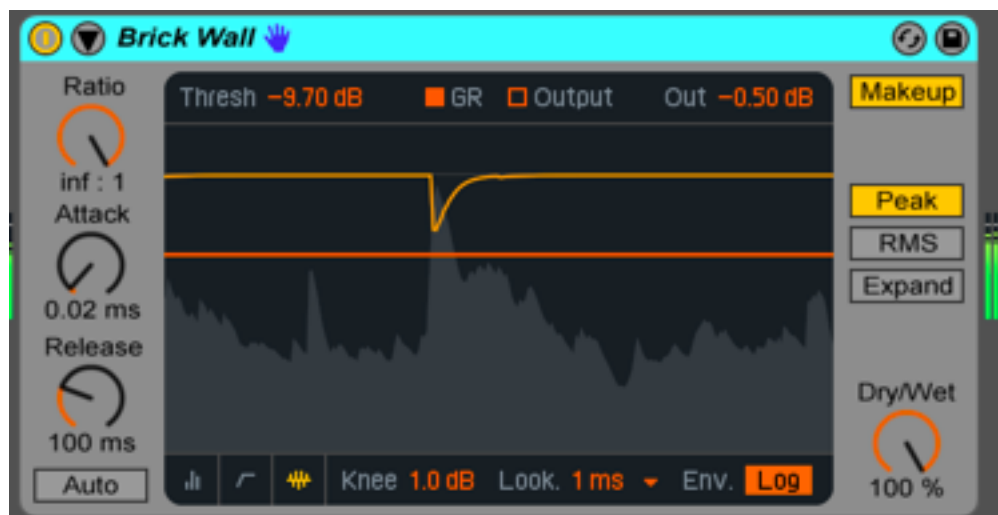 Brick Wall
Ratio
inf : 1
Attack
0.02 ms
Release
100 ms
Auto
Thresh -9.70 dB GR Output Out -0.50 dB
Knee 1.0 dB Look. 1 ms Env. Log
Makeup
Peak
RMS
Expand
Dry/Wet
100 %